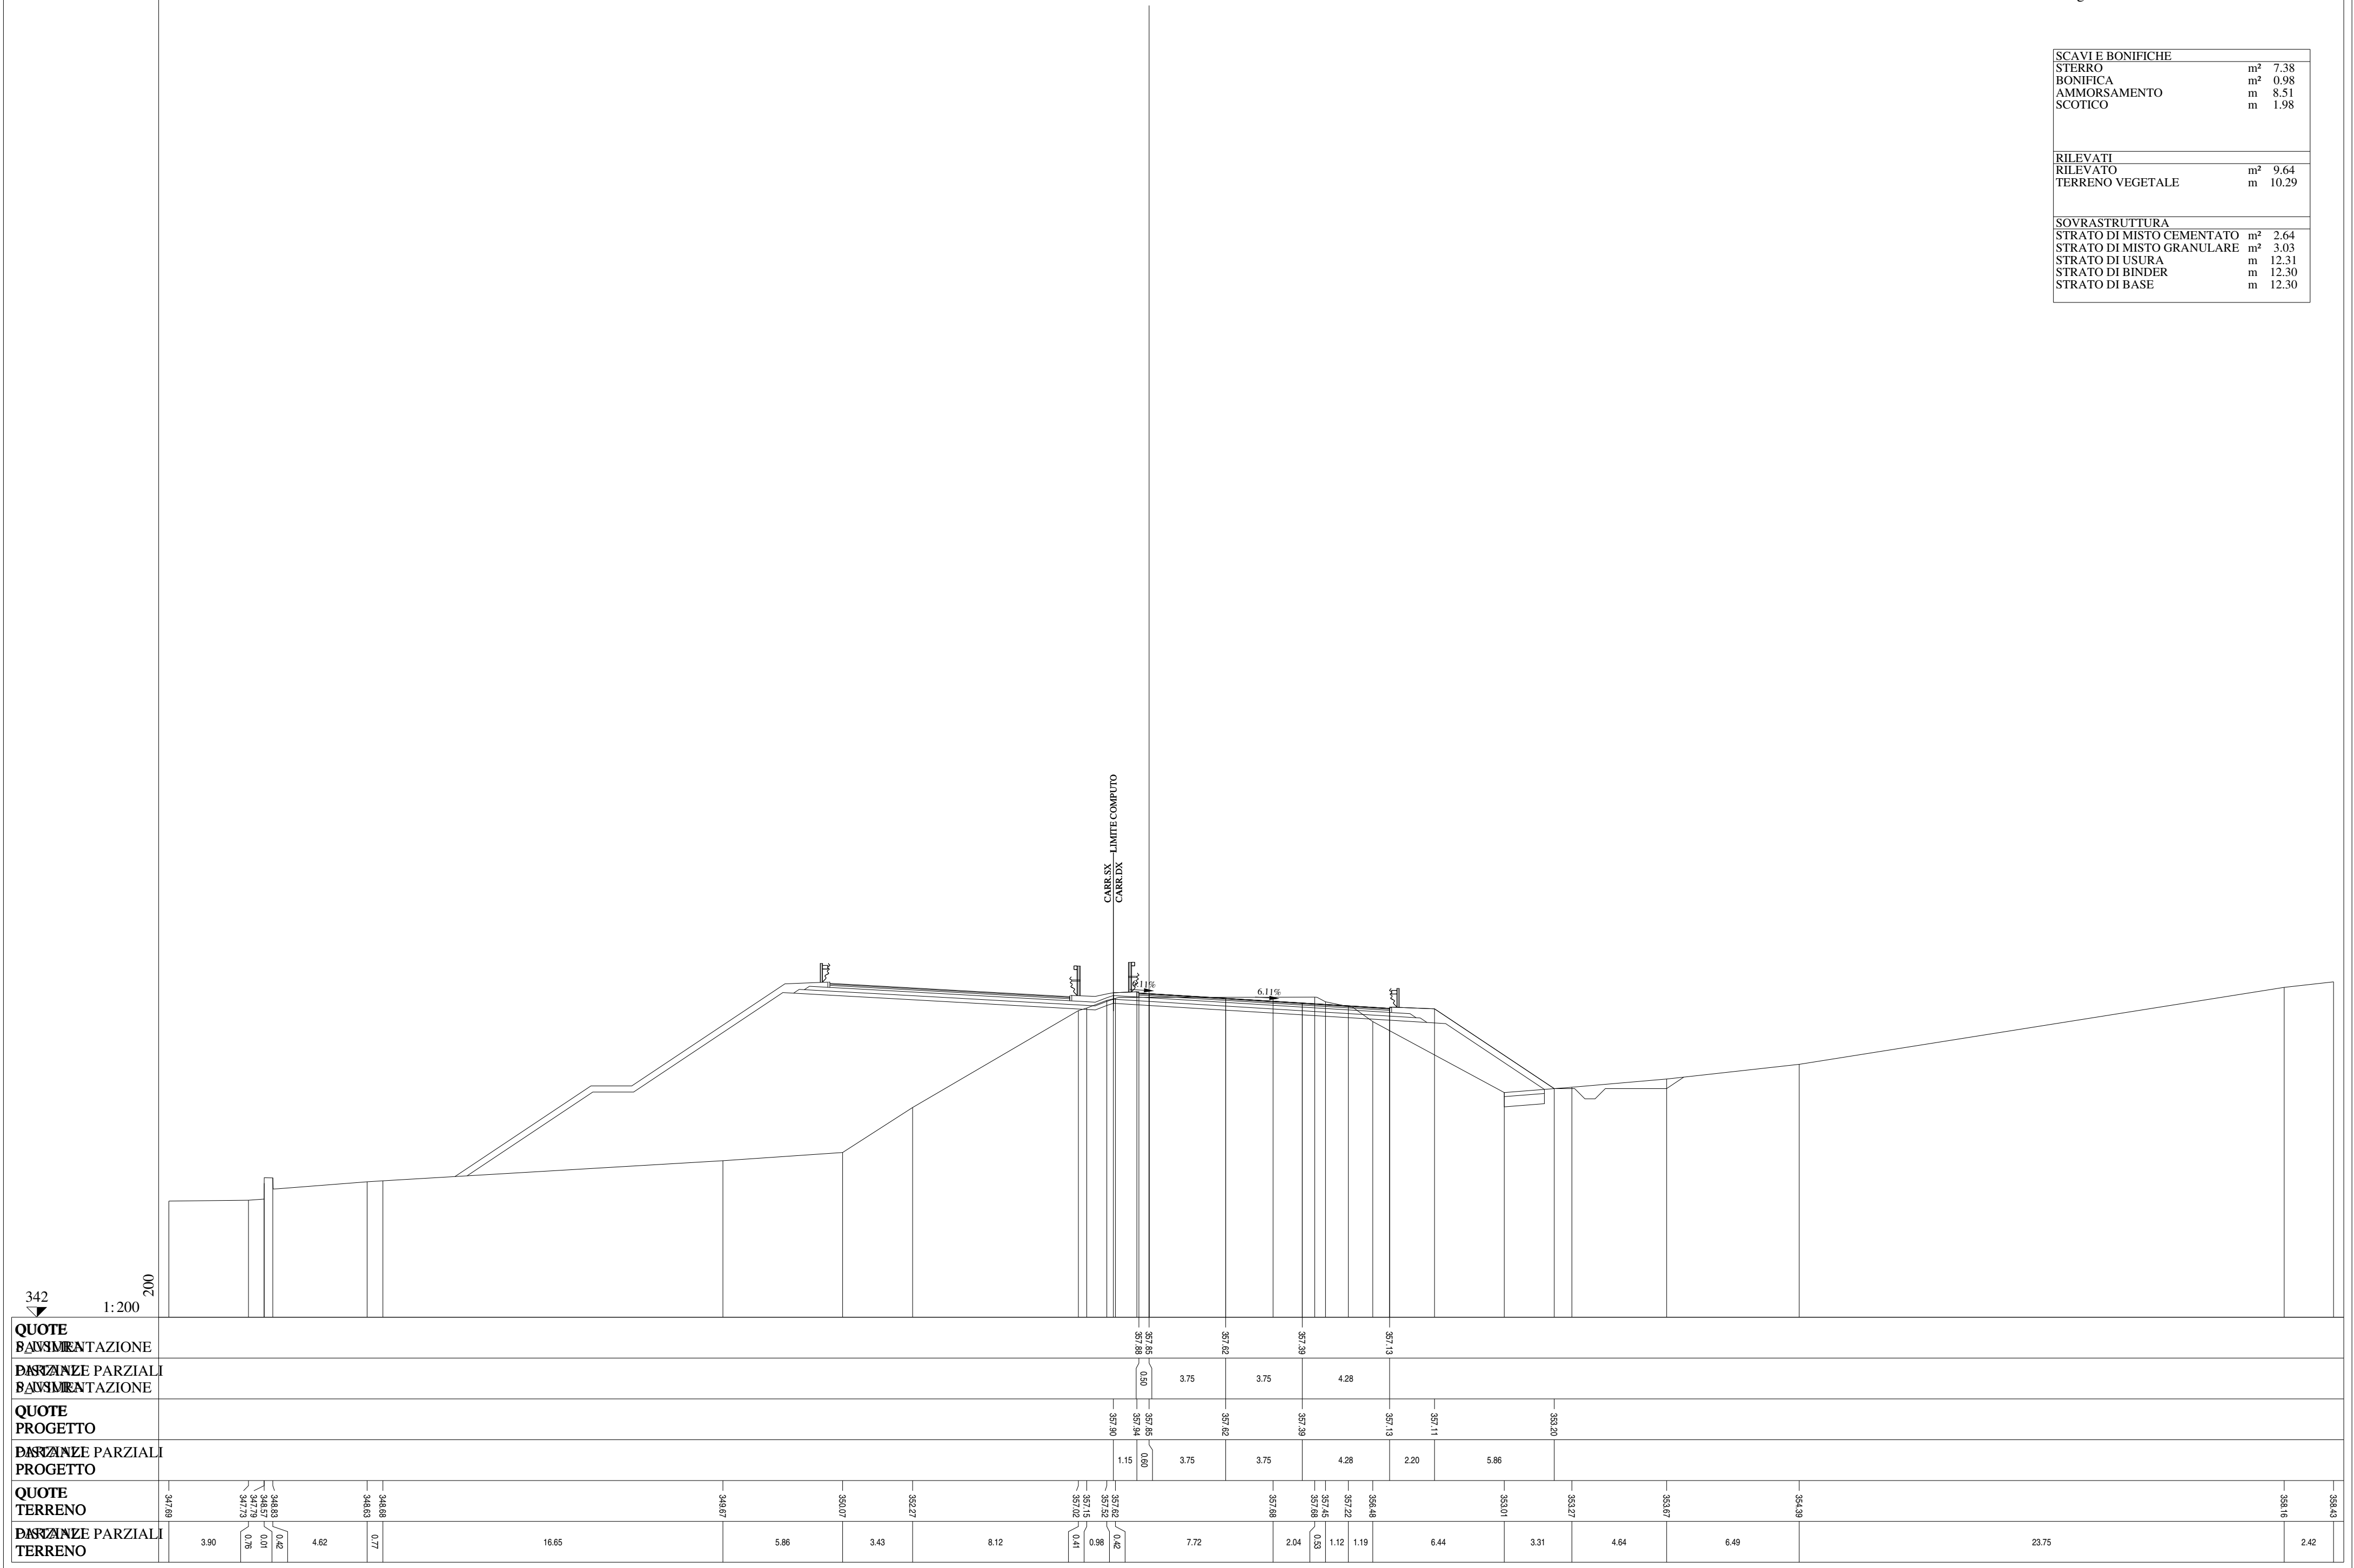 SCAVI E BONIFICHE
STERRO m² 7.38
BONIFICA m² 0.98
AMMORSAMENTO m 8.51
SCOTICO m 1.98
RILEVATI
RILEVATO m² 9.64
TERRENO VEGETALE m 10.29
SOVRASTRUTTURA
STRATO DI MISTO CEMENTATO m² 2.64
STRATO DI MISTO GRANULARE m² 3.03
STRATO DI USURA m 12.31
STRATO DI BINDER m 12.30
STRATO DI BASE m 12.30
LIMITE COMPUTO
CARR.SX
CARR.DX
6.11%
342
1:200
200
QUOTE
PAVIMENTAZIONE
357.88 357.85 357.62 357.39 357.13
PARZIALI
PAVIMENTAZIONE
0.50 3.75 3.75 4.28
QUOTE
PROGETTO
357.90 357.94 357.85 357.62 357.39 357.13 357.11 353.20
PARZIALI
PROGETTO
1.15 0.60 3.75 3.75 4.28 2.20 5.86
QUOTE
TERRENO
347.69 347.73 347.79 348.57 348.83 348.63 348.68 349.67 350.07 352.27 357.02 357.15 357.52 357.62 357.68 357.68 357.45 357.22 356.48 353.01 353.27 353.67 354.39 358.16 358.43
PARZIALI
TERRENO
3.90 0.76 0.01 0.42 4.62 0.77 16.65 5.86 3.43 8.12 0.41 0.98 0.42 7.72 2.04 0.53 1.12 1.19 6.44 3.31 4.64 6.49 23.75 2.42